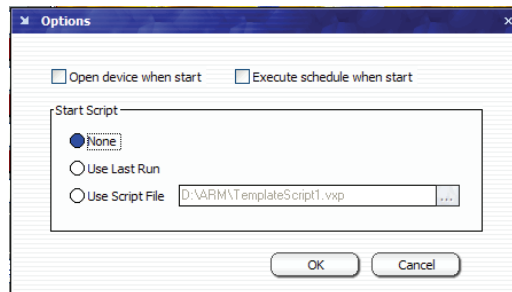 Options
Open device when start Execute schedule when start
Start Script
None
Use Last Run
Use Script File D:\ARM\TemplateScript1.vxp ...
OK Cancel